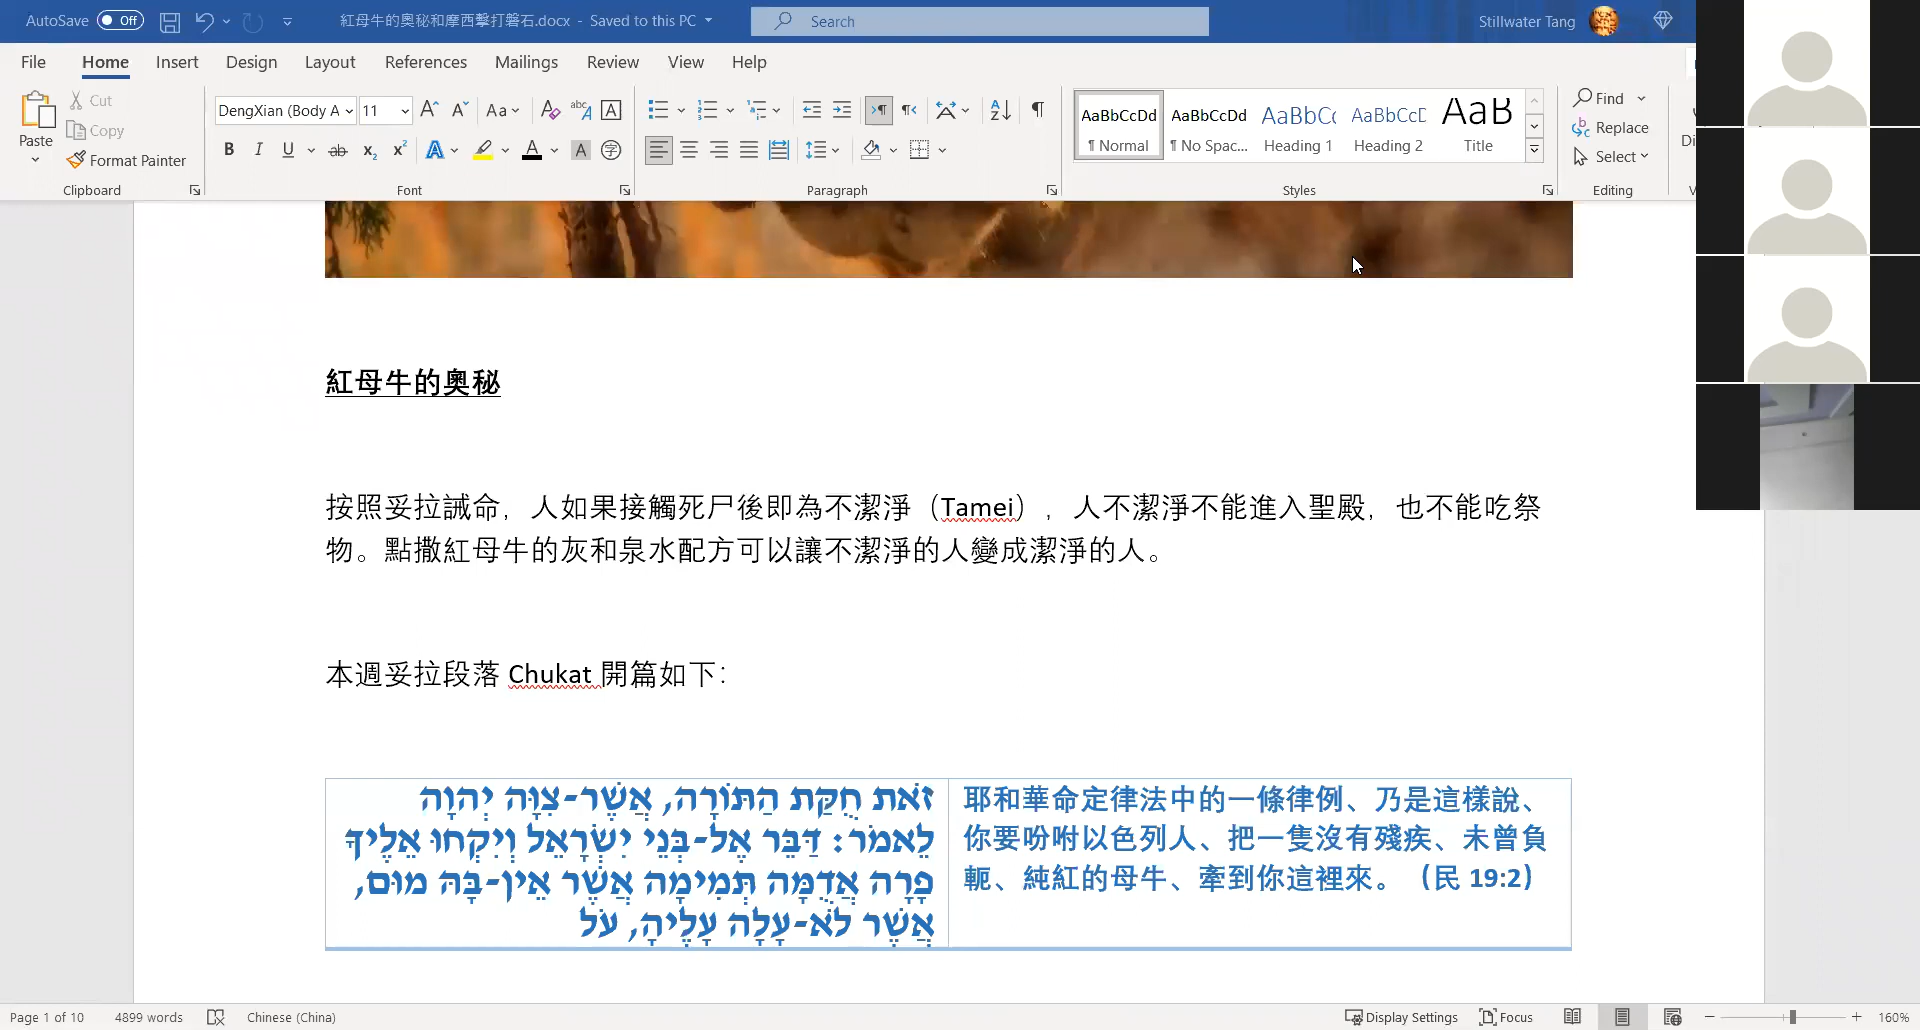 AutoSave Off 紅母牛的奧秘和摩西擊打磐石.docx - Saved to this PC Search Stillwater Tang
File Home Insert Design Layout References Mailings Review View Help
Paste Cut Copy Format Painter
DengXian (Body A 11
AaBbCcDd AaBbCcDd AaBbCc AaBbCcD AaB
¶ Normal ¶ No Spac... Heading 1 Heading 2 Title
Find Replace Select
Clipboard Font Paragraph Styles Editing
紅母牛的奧秘
按照妥拉誡命，人如果接觸死尸後即為不潔淨（Tamei），人不潔淨不能進入聖殿，也不能吃祭
物。點撒紅母牛的灰和泉水配方可以讓不潔淨的人變成潔淨的人。
本週妥拉段落 Chukat 開篇如下：
זֹאת חֻקַּת הַתּוֹרָה, אֲשֶׁר-צִוָּה יְהוָה
לֵאמֹר: דַּבֵּר אֶל-בְּנֵי יִשְׂרָאֵל וְיִקְחוּ אֵלֶיךָ
פָרָה אֲדֻמָּה תְּמִימָה אֲשֶׁר אֵין-בָּהּ מוּם,
אֲשֶׁר לֹא-עָלָה עָלֶיהָ, עֹל
耶和華命定律法中的一條律例、乃是這樣說、
你要吩咐以色列人、把一隻沒有殘疾、未曾負
軛、純紅的母牛、牽到你這裡來。（民 19:2）
Page 1 of 10 4899 words Chinese (China) Display Settings Focus 160%